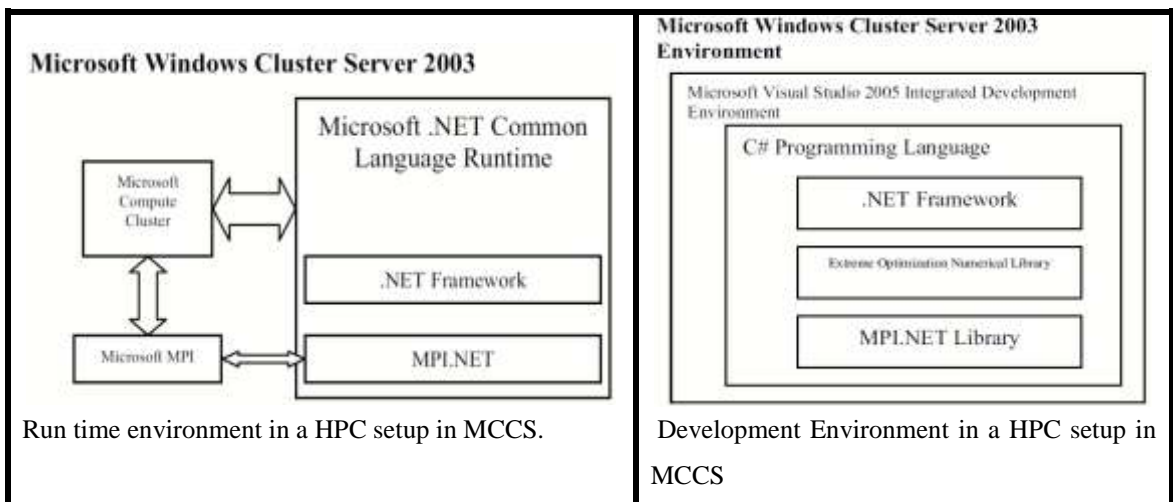 Microsoft Windows Cluster Server 2003
Microsoft .NET Common
Language Runtime
Microsoft
Compute
Cluster
.NET Framework
Microsoft MPI
MPI.NET
Run time environment in a HPC setup in MCCS.
Microsoft Windows Cluster Server 2003
Environment
Microsoft Visual Studio 2005 Integrated Development
Environment
C# Programming Language
.NET Framework
Extreme Optimization Numerical Library
MPI.NET Library
Development Environment in a HPC setup in
MCCS